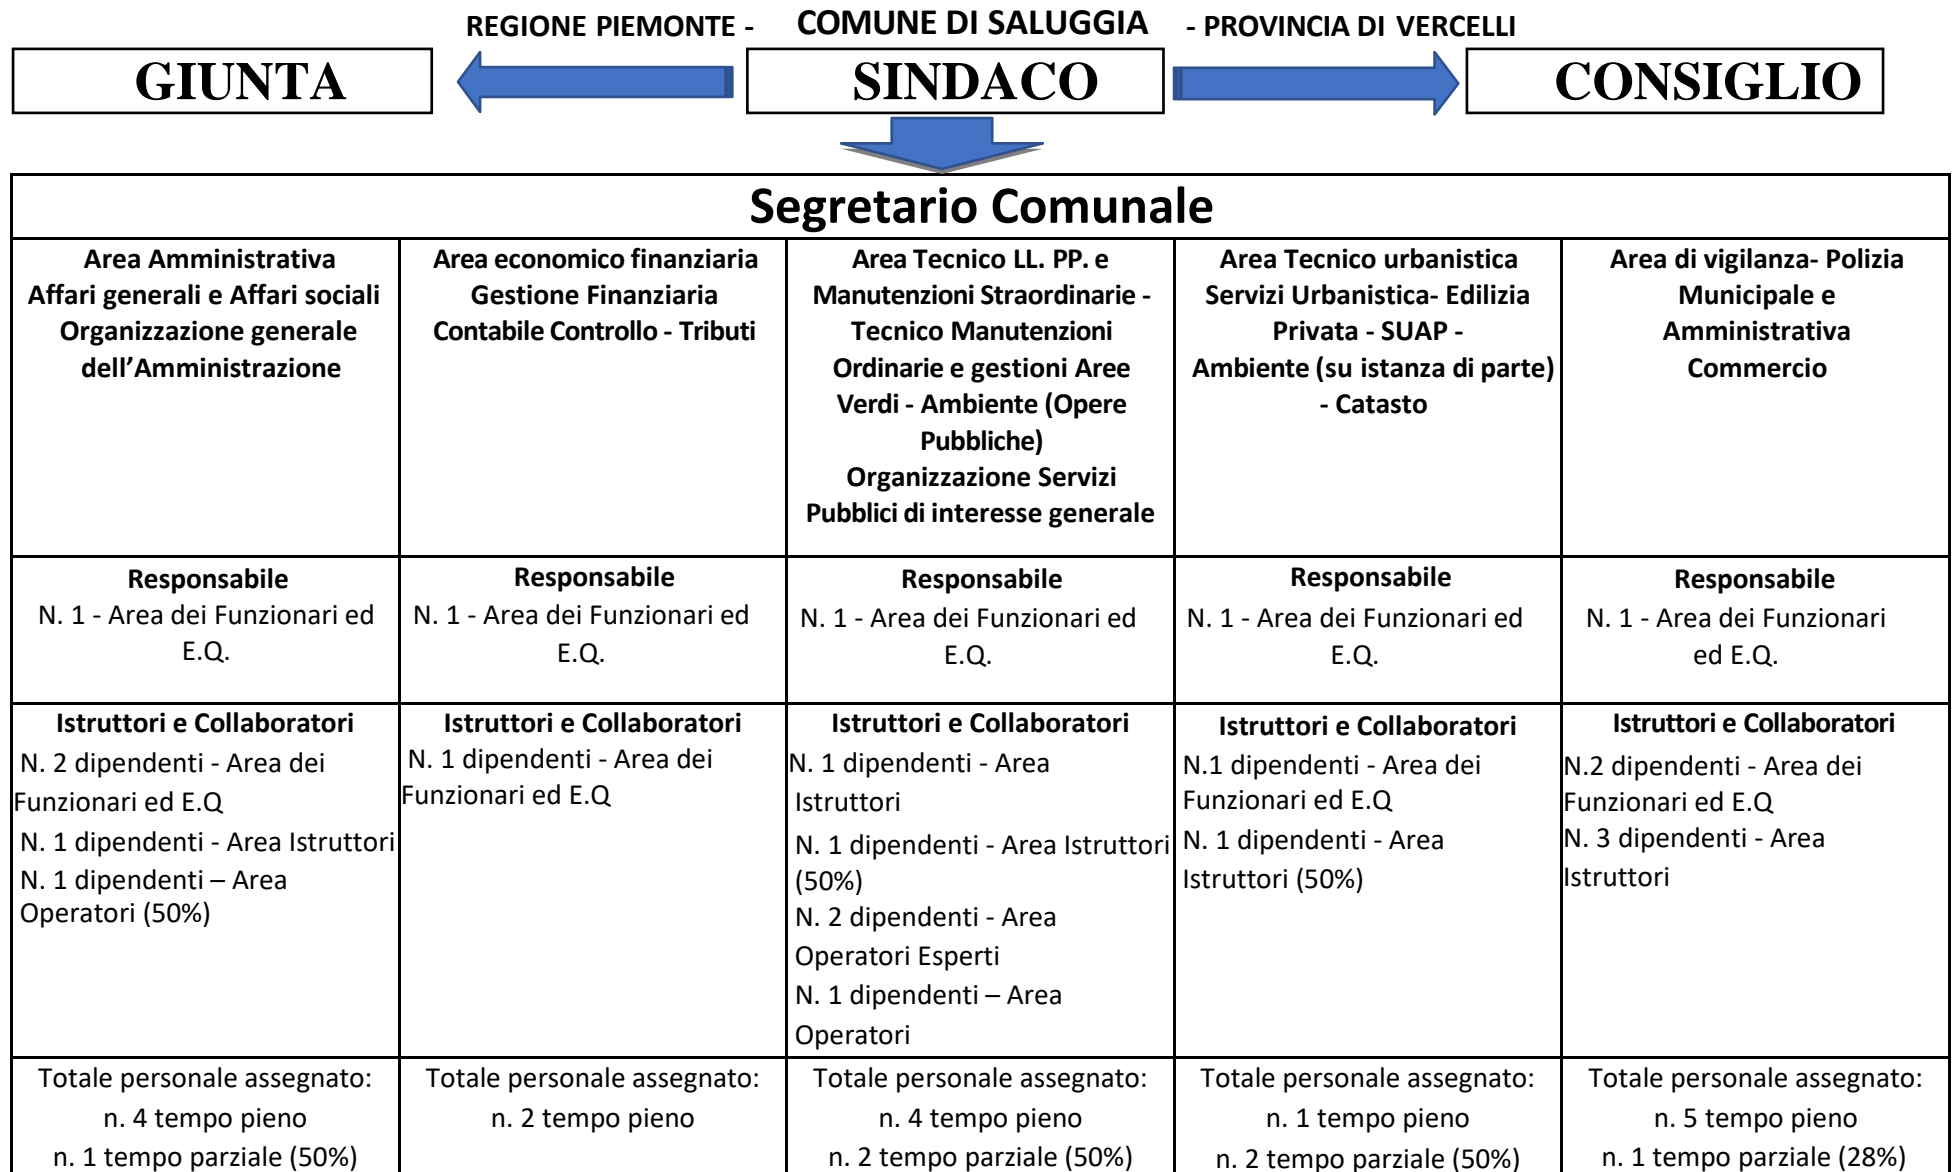 REGIONE PIEMONTE - COMUNE DI SALUGGIA - PROVINCIA DI VERCELLI
GIUNTA
SINDACO
CONSIGLIO
Segretario Comunale
Area Amministrativa
Affari generali e Affari sociali
Organizzazione generale
dell’Amministrazione
Area economico finanziaria
Gestione Finanziaria
Contabile Controllo - Tributi
Area Tecnico LL. PP. e
Manutenzioni Straordinarie -
Tecnico Manutenzioni
Ordinarie e gestioni Aree
Verdi - Ambiente (Opere
Pubbliche)
Organizzazione Servizi
Pubblici di interesse generale
Area Tecnico urbanistica
Servizi Urbanistica- Edilizia
Privata - SUAP -
Ambiente (su istanza di parte)
- Catasto
Area di vigilanza- Polizia
Municipale e
Amministrativa
Commercio
Responsabile
N. 1 - Area dei Funzionari ed
E.Q.
Responsabile
N. 1 - Area dei Funzionari ed
E.Q.
Responsabile
N. 1 - Area dei Funzionari ed
E.Q.
Responsabile
N. 1 - Area dei Funzionari ed
E.Q.
Responsabile
N. 1 - Area dei Funzionari
ed E.Q.
Istruttori e Collaboratori
N. 2 dipendenti - Area dei
Funzionari ed E.Q
N. 1 dipendenti - Area Istruttori
N. 1 dipendenti – Area
Operatori (50%)
Istruttori e Collaboratori
N. 1 dipendenti - Area dei
Funzionari ed E.Q
Istruttori e Collaboratori
N. 1 dipendenti - Area
Istruttori
N. 1 dipendenti - Area Istruttori
(50%)
N. 2 dipendenti - Area
Operatori Esperti
N. 1 dipendenti – Area
Operatori
Istruttori e Collaboratori
N.1 dipendenti - Area dei
Funzionari ed E.Q
N. 1 dipendenti - Area
Istruttori (50%)
Istruttori e Collaboratori
N.2 dipendenti - Area dei
Funzionari ed E.Q
N. 3 dipendenti - Area
Istruttori
Totale personale assegnato:
n. 4 tempo pieno
n. 1 tempo parziale (50%)
Totale personale assegnato:
n. 2 tempo pieno
Totale personale assegnato:
n. 4 tempo pieno
n. 2 tempo parziale (50%)
Totale personale assegnato:
n. 1 tempo pieno
n. 2 tempo parziale (50%)
Totale personale assegnato:
n. 5 tempo pieno
n. 1 tempo parziale (28%)